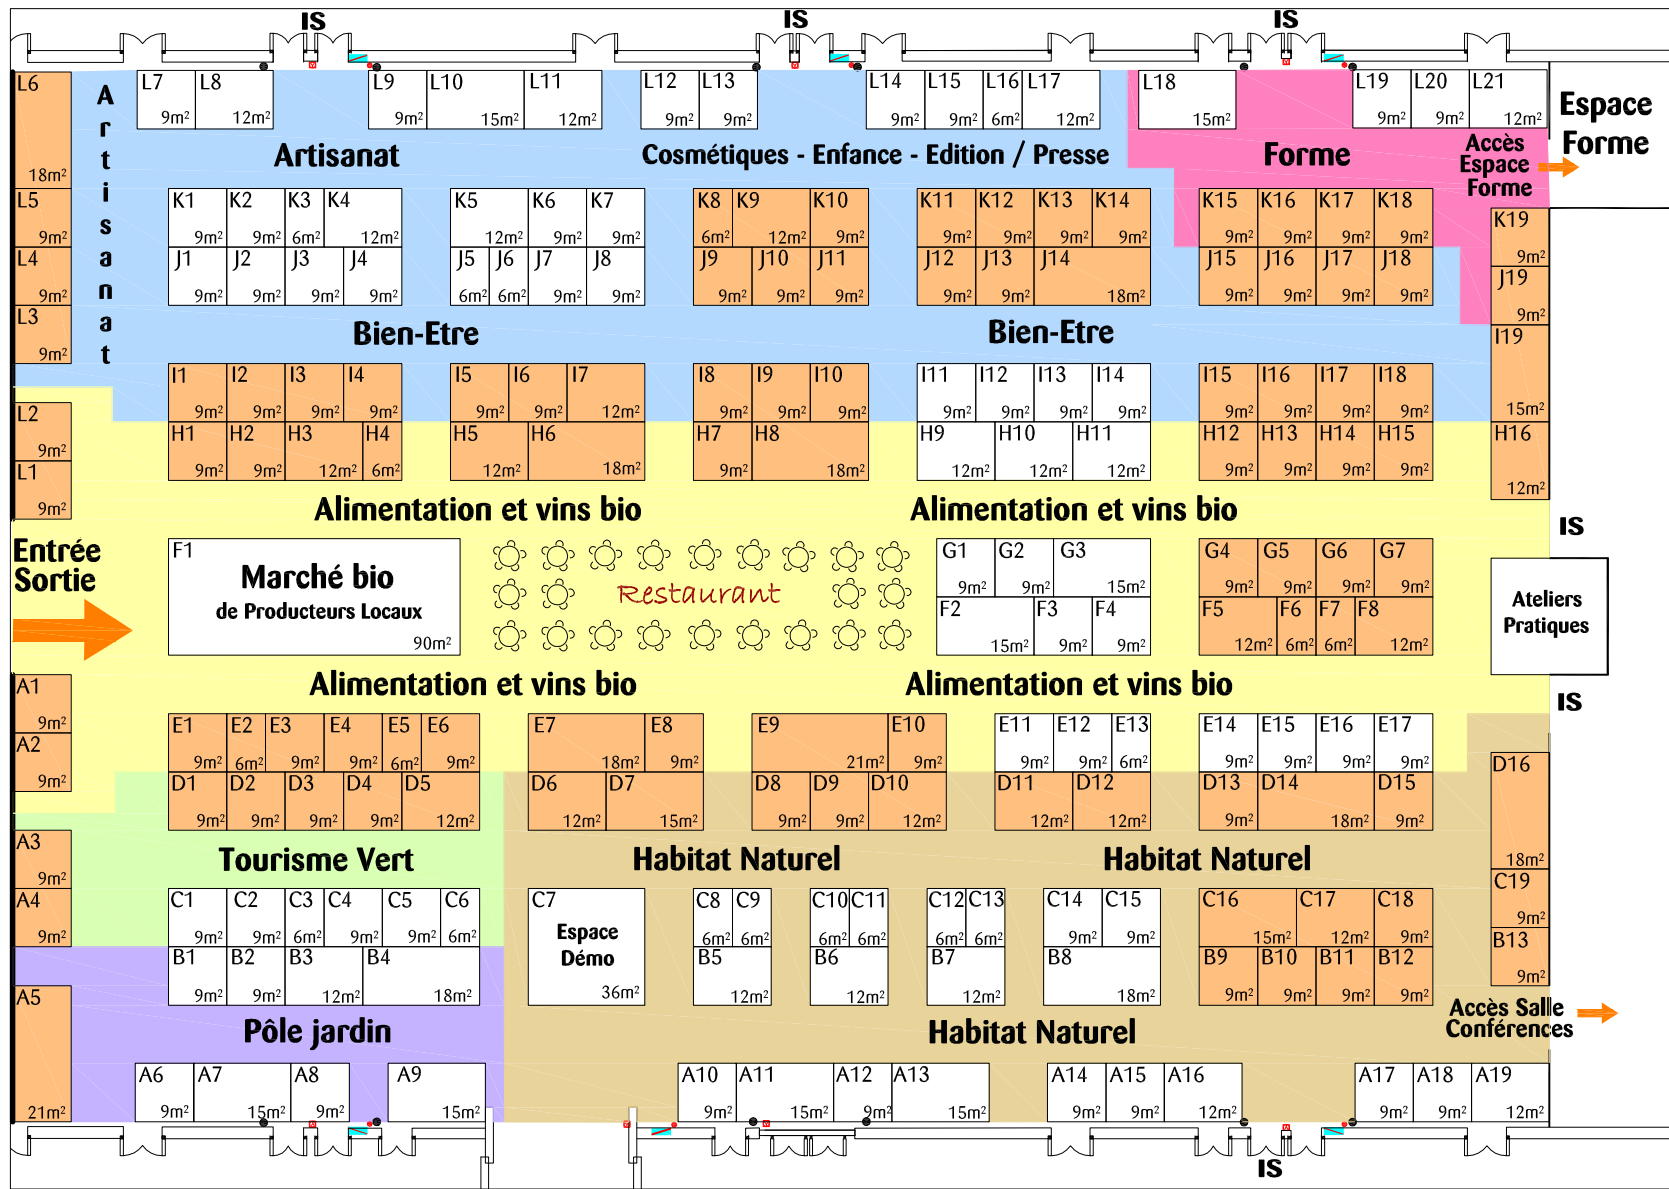 IS IS IS
L6 L7 L8 L9 L10 L11 L12 L13 L14 L15 L16 L17 L18 L19 L20 L21
18m² 9m² 12m² 9m² 15m² 12m² 9m² 9m² 9m² 9m² 6m² 12m² 15m² 9m² 9m² 12m²
Espace
Forme
Artisanat
Artisanat
Cosmétiques - Enfance - Edition / Presse
Forme
Accès
Espace
Forme
L5 K1 K2 K3 K4 K5 K6 K7 K8 K9 K10 K11 K12 K13 K14 K15 K16 K17 K18 K19
9m² 9m² 9m² 6m² 12m² 12m² 9m² 9m² 6m² 12m² 9m² 9m² 9m² 9m² 9m² 9m² 9m² 9m² 9m² 9m²
L4 J1 J2 J3 J4 J5 J6 J7 J8 J9 J10 J11 J12 J13 J14 J15 J16 J17 J18 J19
9m² 9m² 9m² 9m² 9m² 6m² 6m² 9m² 9m² 9m² 9m² 9m² 9m² 9m² 18m² 9m² 9m² 9m² 9m² 9m²
L3
9m²
Bien-Etre
Bien-Etre
I1 I2 I3 I4 I5 I6 I7 I8 I9 I10 I11 I12 I13 I14 I15 I16 I17 I18 I19
9m² 9m² 9m² 9m² 9m² 9m² 12m² 9m² 9m² 9m² 9m² 9m² 9m² 9m² 9m² 9m² 9m² 9m² 15m²
L2
9m²
H1 H2 H3 H4 H5 H6 H7 H8 H9 H10 H11 H12 H13 H14 H15 H16
9m² 9m² 12m² 6m² 12m² 18m² 9m² 18m² 12m² 12m² 12m² 9m² 9m² 9m² 9m² 12m²
L1
9m²
Alimentation et vins bio
Alimentation et vins bio
IS
Entrée
Sortie
F1
Marché bio
de Producteurs Locaux
90m²
Restaurant
G1 G2 G3 G4 G5 G6 G7
9m² 9m² 15m² 9m² 9m² 9m² 9m²
F2 F3 F4 F5 F6 F7 F8
15m² 9m² 9m² 12m² 6m² 6m² 12m²
Ateliers
Pratiques
Alimentation et vins bio
Alimentation et vins bio
IS
A1
9m²
E1 E2 E3 E4 E5 E6 E7 E8 E9 E10 E11 E12 E13 E14 E15 E16 E17
9m² 6m² 9m² 9m² 6m² 9m² 18m² 9m² 21m² 9m² 9m² 9m² 6m² 9m² 9m² 9m² 9m²
A2
9m²
D1 D2 D3 D4 D5 D6 D7 D8 D9 D10 D11 D12 D13 D14 D15 D16
9m² 9m² 9m² 9m² 12m² 12m² 15m² 9m² 9m² 12m² 12m² 12m² 9m² 18m² 9m² 18m²
A3
9m²
Tourisme Vert
Habitat Naturel
Habitat Naturel
A4
9m²
C1 C2 C3 C4 C5 C6 C7 C8 C9 C10 C11 C12 C13 C14 C15 C16 C17 C18 C19
9m² 9m² 6m² 9m² 9m² 6m² 6m² 6m² 6m² 6m² 6m² 6m² 9m² 9m² 15m² 12m² 9m² 9m²
Espace
Démo
36m²
B1 B2 B3 B4 B5 B6 B7 B8 B9 B10 B11 B12 B13
9m² 9m² 12m² 18m² 12m² 12m² 12m² 18m² 9m² 9m² 9m² 9m² 9m²
A5
21m²
Pôle jardin
Habitat Naturel
Accès Salle
Conférences
A6 A7 A8 A9 A10 A11 A12 A13 A14 A15 A16 A17 A18 A19
9m² 15m² 9m² 15m² 9m² 15m² 9m² 15m² 9m² 9m² 12m² 9m² 9m² 12m²
IS